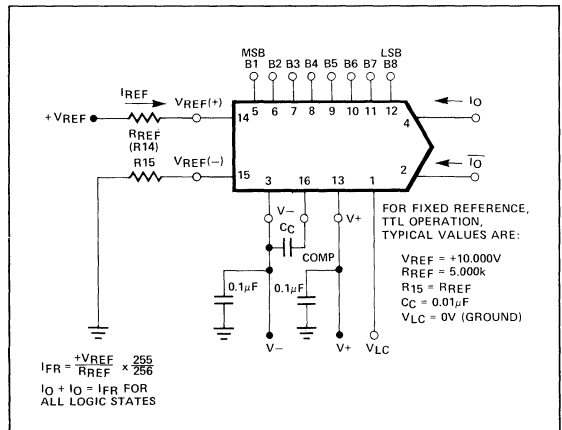 MSB LSB
B1 B2 B3 B4 B5 B6 B7 B8
IREF
VREF(+)
5 6 7 8 9 10 11 12
IO
+VREF
14
4
RREF
(R14)
R15
VREF(–)
15
2
IO
3 16 13 1
V– V+
CC
COMP
FOR FIXED REFERENCE,
TTL OPERATION,
TYPICAL VALUES ARE:
VREF = +10.000V
RREF = 5.000k
R15 = RREF
CC = 0.01μF
VLC = 0V (GROUND)
0.1μF 0.1μF
V– V+ VLC
IFR = +VREF / RREF x 255 / 256
IO + IO = IFR FOR
ALL LOGIC STATES